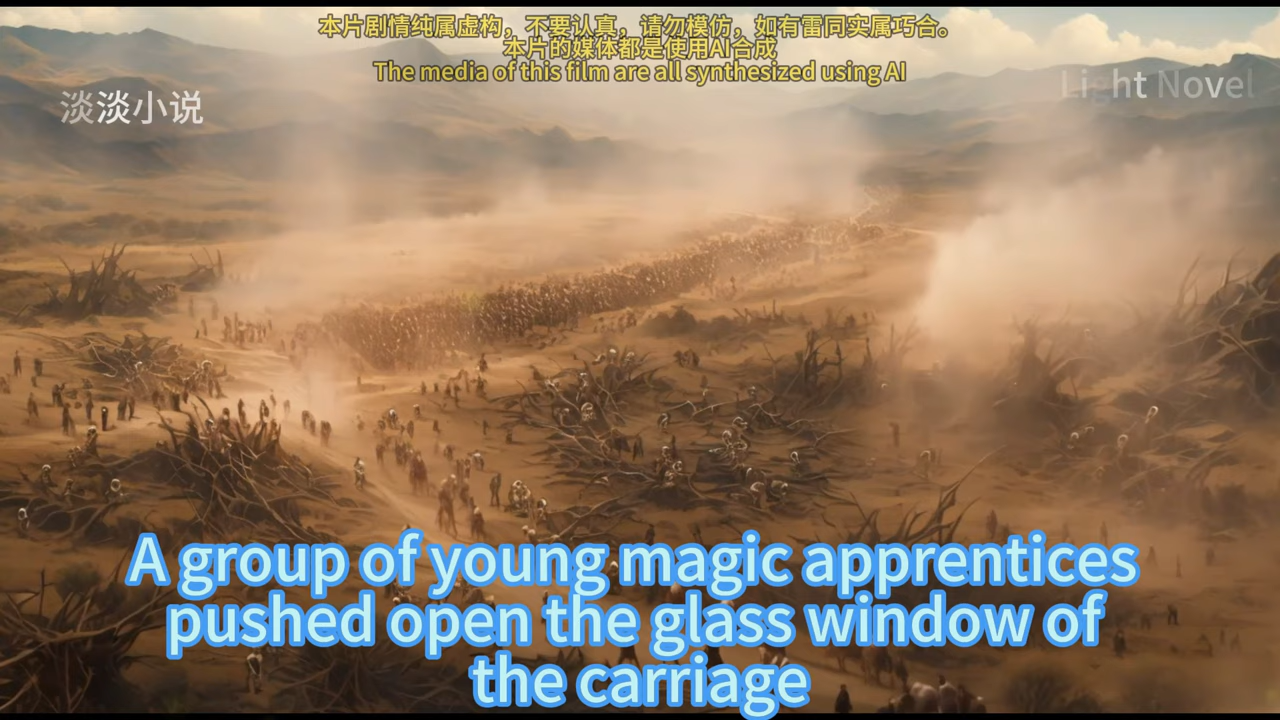 本片剧情纯属虚构，不要认真，请勿模仿，如有雷同实属巧合。
本片的媒体都是使用AI合成
The media of this film are all synthesized using AI
淡淡小说
Light Novel
A group of young magic apprentices
pushed open the glass window of
the carriage